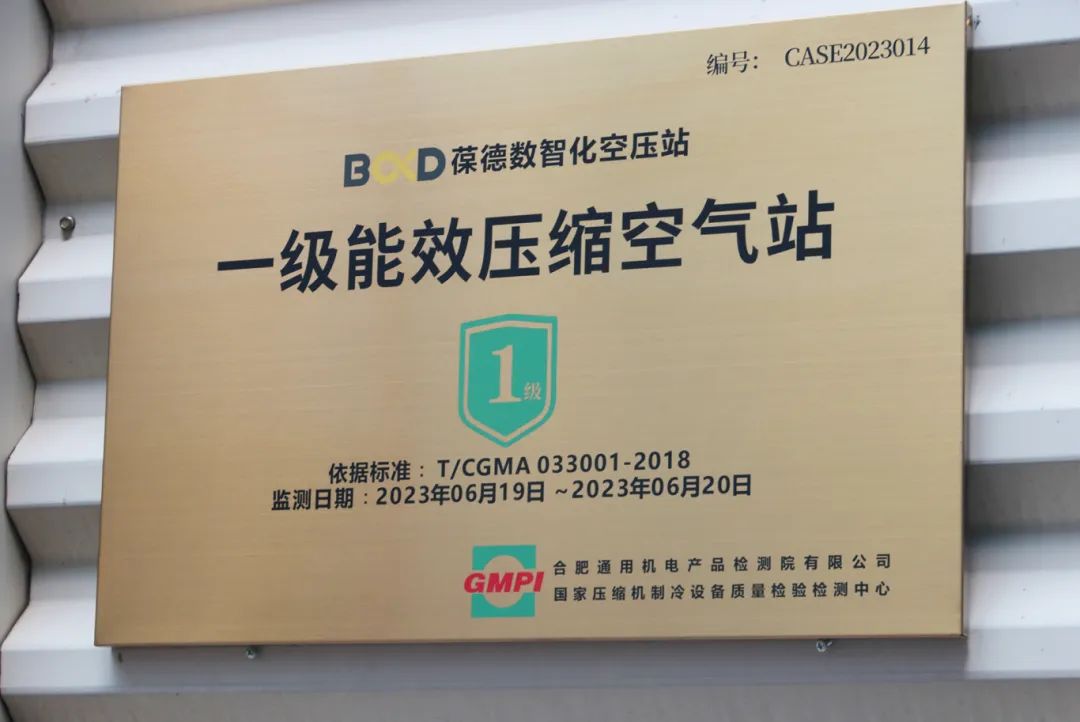 编号： CASE2023014
BOD 葆德数智化空压站
一级能效压缩空气站
1级
依据标准：T/CGMA 033001-2018
监测日期：2023年06月19日 ~2023年06月20日
GMPI
合肥通用机电产品检测院有限公司
国家压缩机制冷设备质量检验检测中心